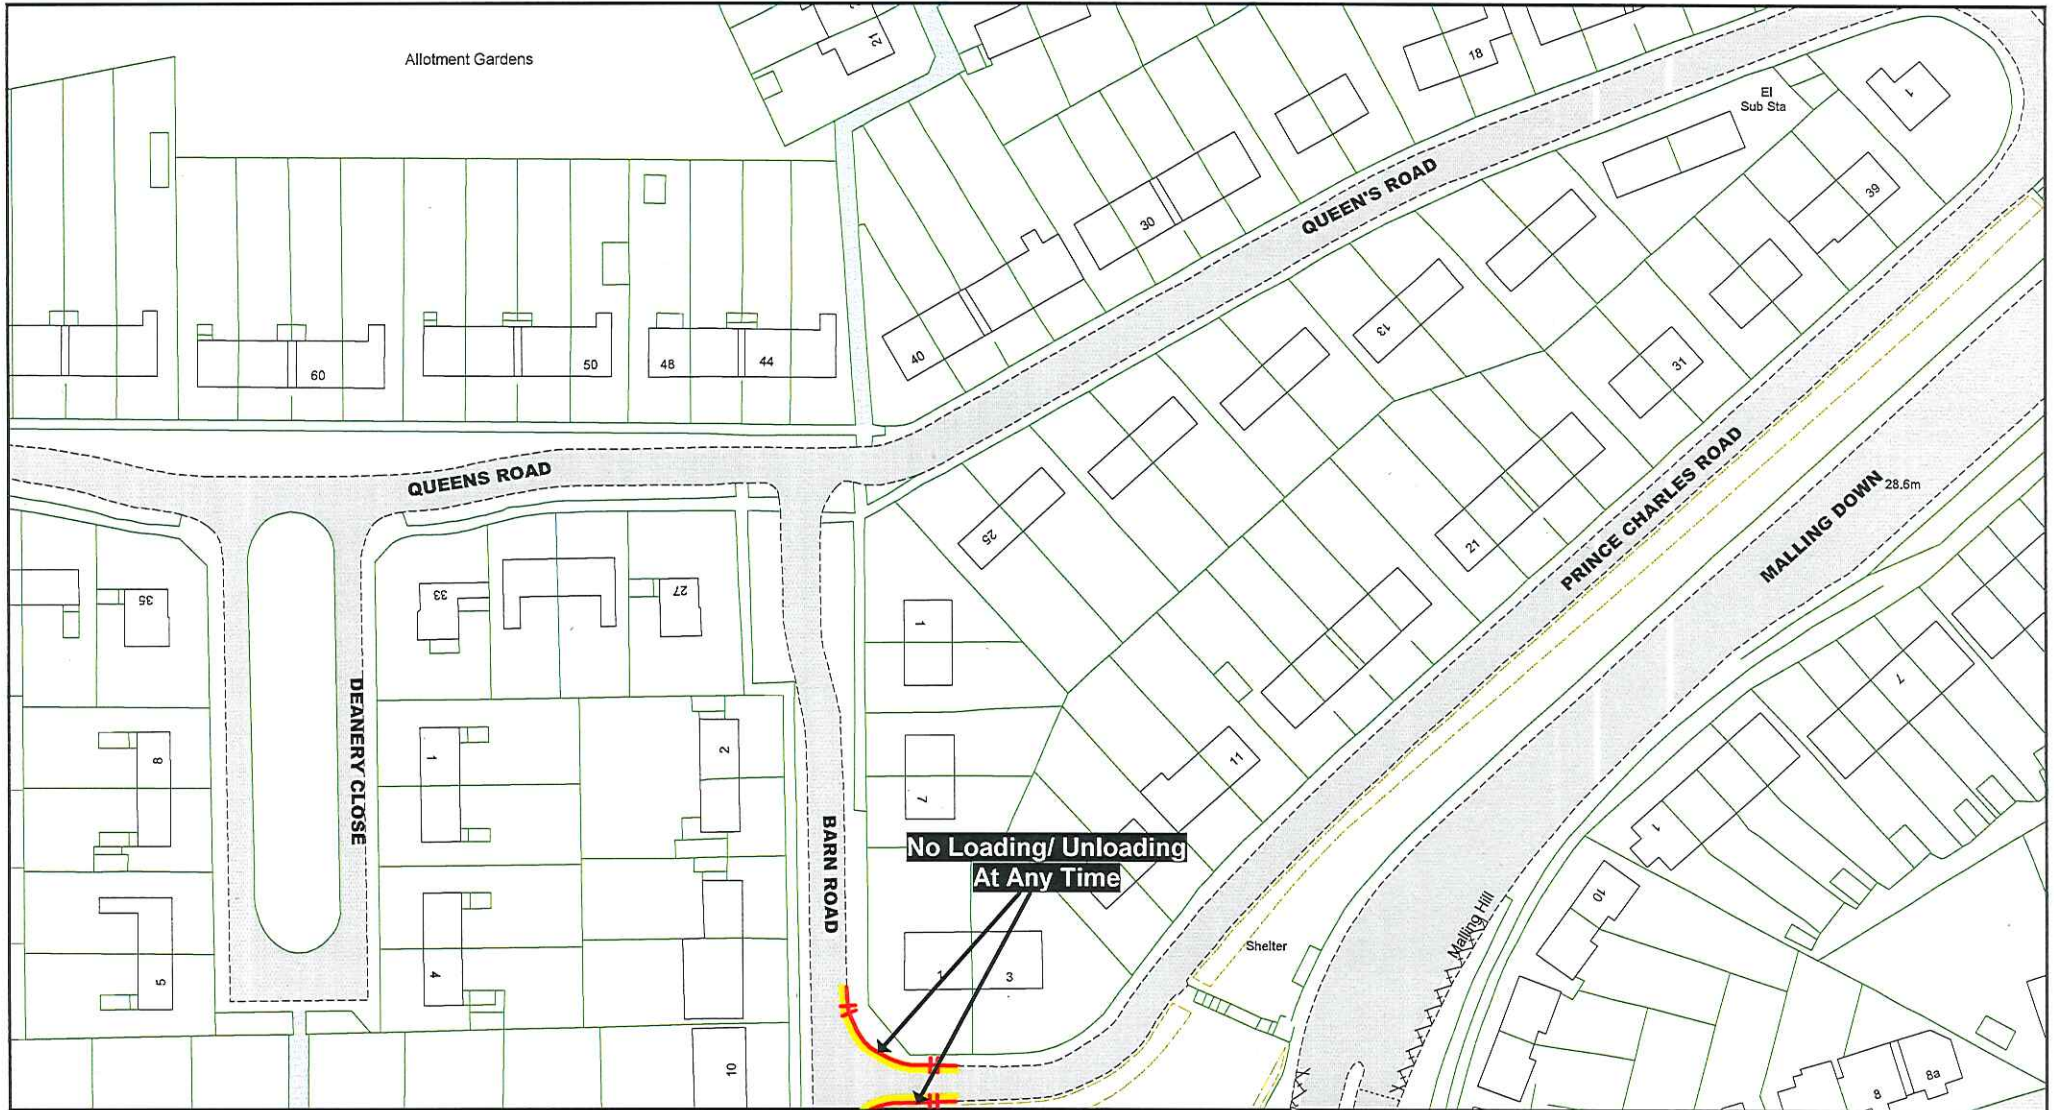 Allotment Gardens
21
18
El
Sub Sta
1
39
30
QUEEN'S ROAD
13
40
31
60
50
48
44
QUEENS ROAD
25
21
PRINCE CHARLES ROAD
MALLING DOWN
28.6m
35
33
27
1
7
DEANERY CLOSE
8
1
2
11
7
1
BARN ROAD
No Loading/ Unloading
At Any Time
10
Malling Hill
Shelter
5
4
1
3
10
8
8a